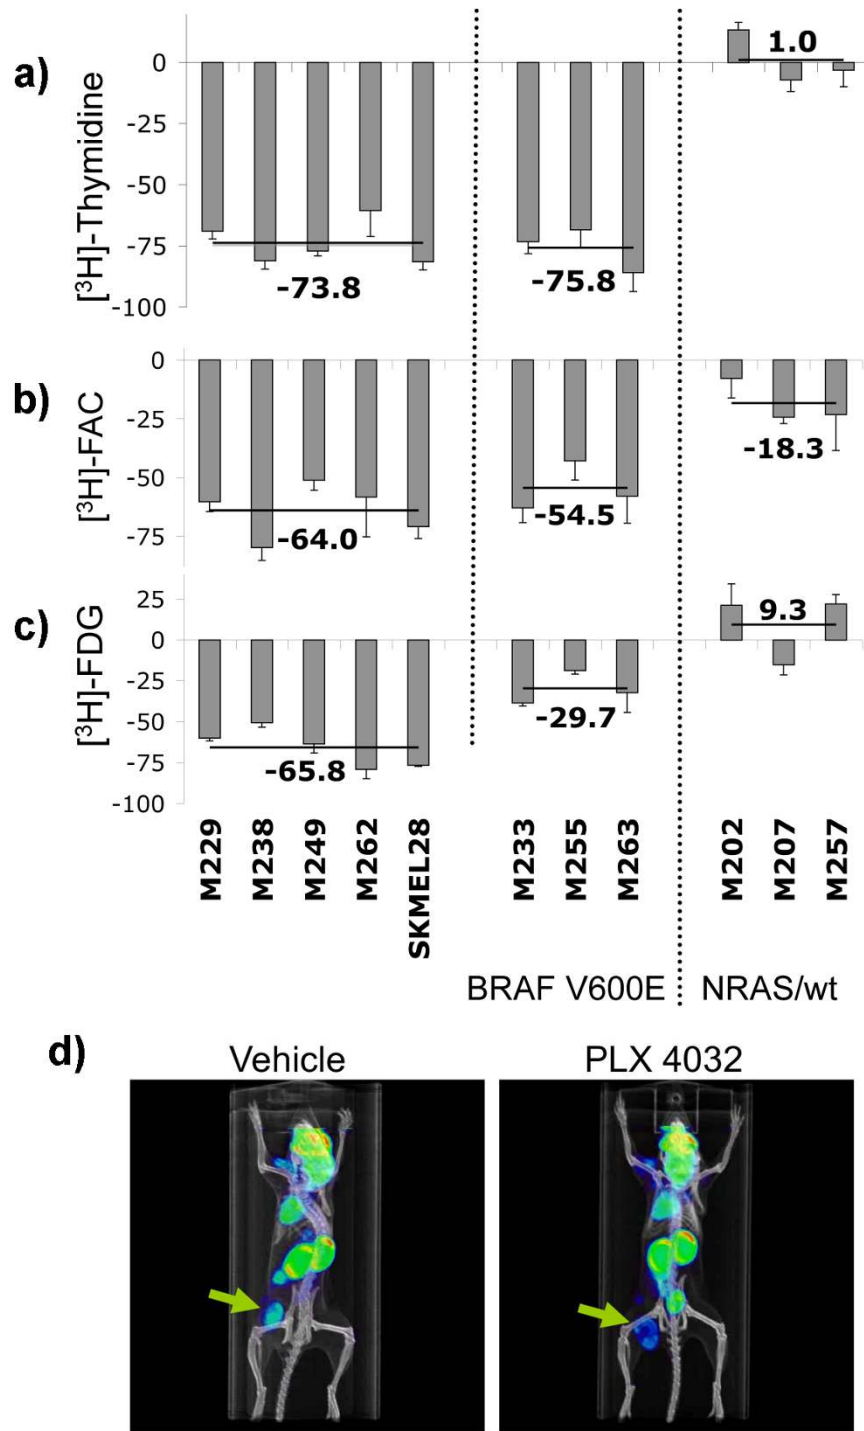 a)
[³H]-Thymidine
0
-25
-50
-75
-100
-73.8
-75.8
1.0
b)
[³H]-FAC
0
-25
-50
-75
-64.0
-54.5
-18.3
c)
[³H]-FDG
25
0
-25
-50
-75
-100
-65.8
-29.7
9.3
M229
M238
M249
M262
SKMEL28
M233
M255
M263
M202
M207
M257
BRAF V600E
NRAS/wt
d)
Vehicle
PLX 4032